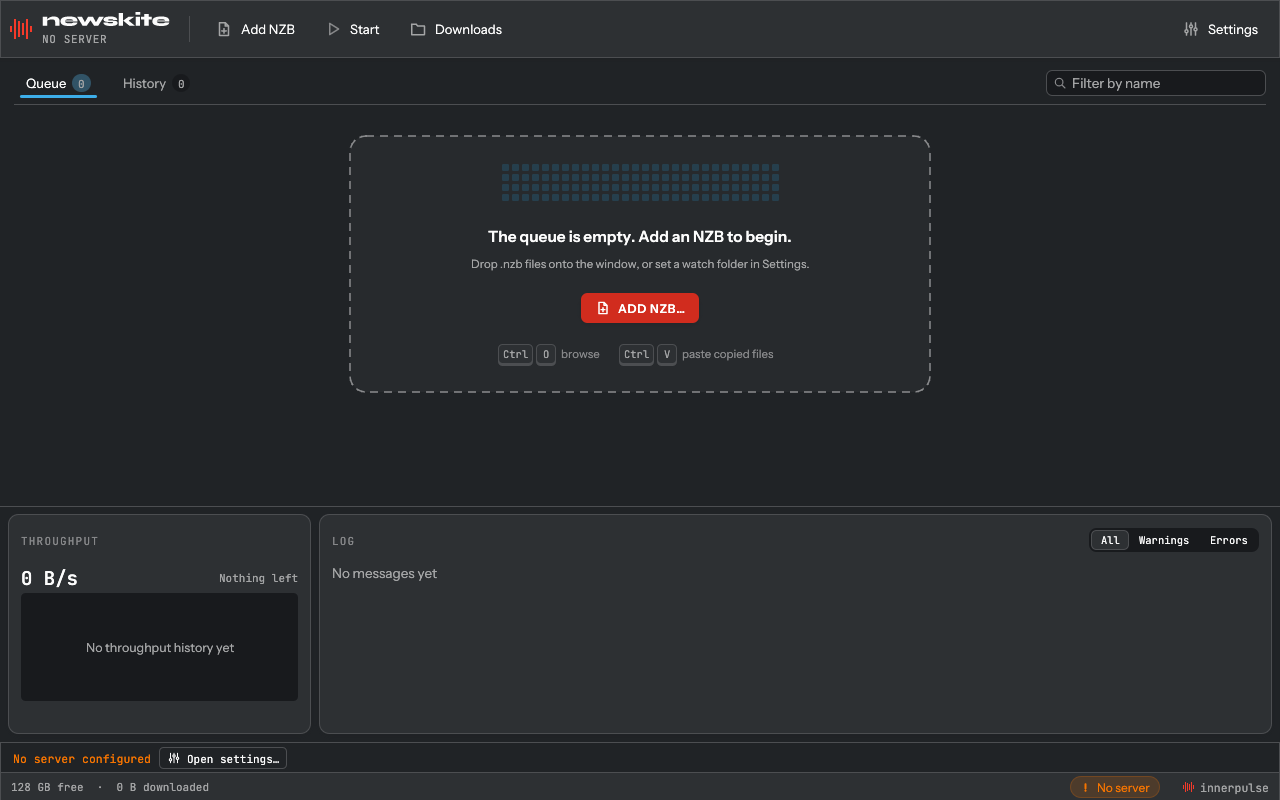 newskite
NO SERVER
Add NZB
Start
Downloads
Settings
Queue 0
History 0
Filter by name
The queue is empty. Add an NZB to begin.
Drop .nzb files onto the window, or set a watch folder in Settings.
ADD NZB…
Ctrl O browse
Ctrl V paste copied files
THROUGHPUT
0 B/s
Nothing left
No throughput history yet
LOG
All
Warnings
Errors
No messages yet
No server configured
Open settings…
128 GB free · 0 B downloaded
! No server
innerpulse